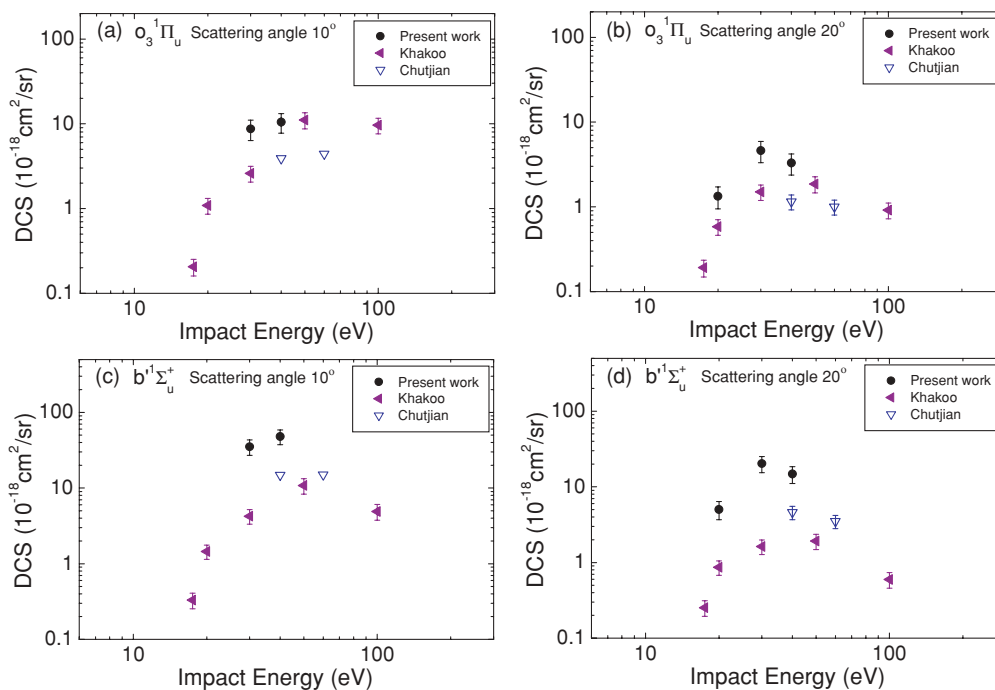 (a) o₃ ¹Πᵤ Scattering angle 10°
Present work
Khakoo
Chutjian
100
10
1
0.1
DCS (10⁻¹⁸cm²/sr)
10 100
Impact Energy (eV)
(b) o₃ ¹Πᵤ Scattering angle 20°
Present work
Khakoo
Chutjian
100
10
1
0.1
DCS (10⁻¹⁸cm²/sr)
10 100
Impact Energy (eV)
(c) b'¹Σᵤ⁺ Scattering angle 10°
Present work
Khakoo
Chutjian
100
10
1
0.1
DCS (10⁻¹⁸cm²/sr)
10 100
Impact Energy (eV)
(d) b'¹Σᵤ⁺ Scattering angle 20°
Present work
Khakoo
Chutjian
100
10
1
0.1
DCS (10⁻¹⁸cm²/sr)
10 100
Impact Energy (eV)